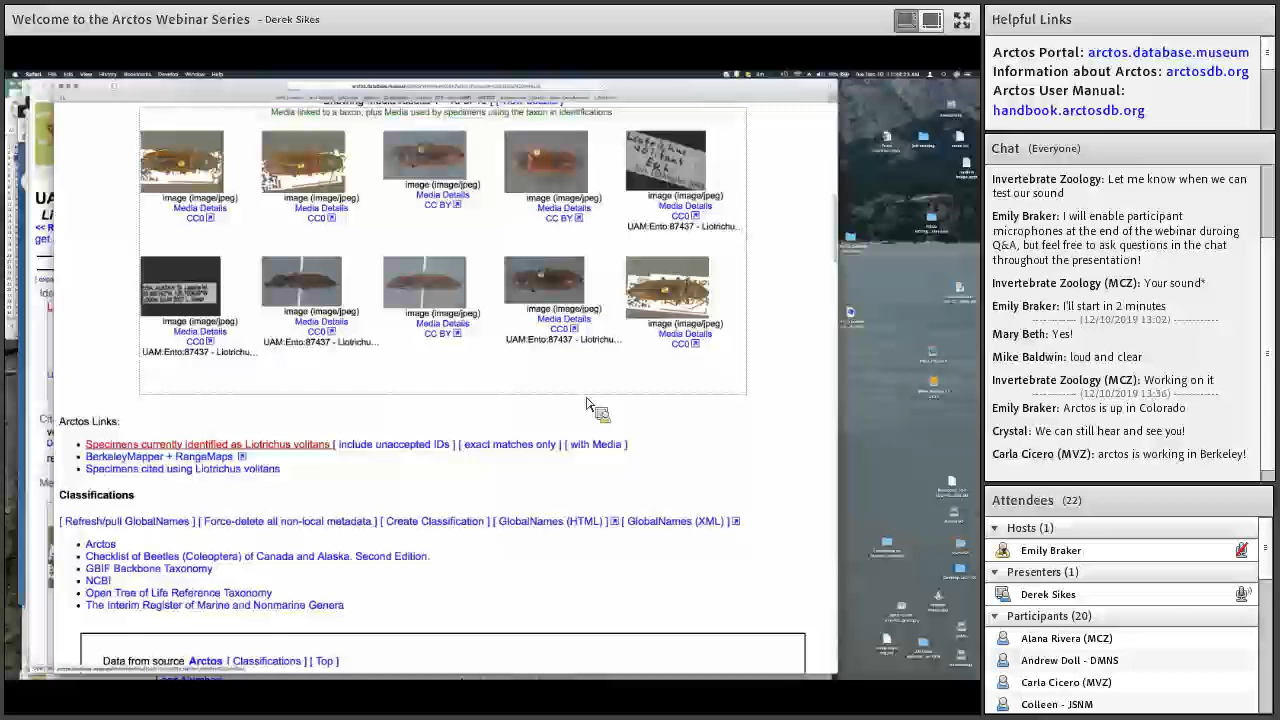 Welcome to the Arctos Webinar Series - Derek Sikes
Safari File Edit View History Bookmarks Develop Window Help
Media linked to a taxon, plus Media used by specimens using the taxon in identifications
image (image/jpeg) image (image/jpeg) image (image/jpeg) image (image/jpeg) image (image/jpeg)
Media Details Media Details Media Details Media Details Media Details
CC0 CC0 CC BY CC BY CC0
UAM:Ento:87437 - Liotrichu...
image (image/jpeg) image (image/jpeg) image (image/jpeg) image (image/jpeg) image (image/jpeg)
Media Details Media Details Media Details Media Details Media Details
CC0 CC0 CC BY CC0 CC0
UAM:Ento:87437 - Liotrichu... UAM:Ento:87437 - Liotrichu... UAM:Ento:87437 - Liotrichu...
Arctos Links:
Specimens currently identified as Liotrichus volitans [ include unaccepted IDs ] [ exact matches only ] [ with Media ]
BerkeleyMapper + RangeMaps
Specimens cited using Liotrichus volitans
Classifications
[ Refresh/pull GlobalNames ] [ Force-delete all non-local metadata ] [ Create Classification ] [ GlobalNames (HTML) ] [ GlobalNames (XML) ]
Arctos
Checklist of Beetles (Coleoptera) of Canada and Alaska. Second Edition.
GBIF Backbone Taxonomy
NCBI
Open Tree of Life Reference Taxonomy
The Interim Register of Marine and Nonmarine Genera
Data from source Arctos [ Classifications ] [ Top ]
Helpful Links
Arctos Portal: arctos.database.museum
Information about Arctos: arctosdb.org
Arctos User Manual:
handbook.arctosdb.org
Chat (Everyone)
Invertebrate Zoology: Let me know when we can
test our sound
Emily Braker: I will enable participant
microphones at the end of the webinar duroing
Q&A, but feel free to ask questions in the chat
throughout the presentation!
Invertebrate Zoology (MCZ): Your sound*
Emily Braker: I'll start in 2 minutes
(12/10/2019 13:02)
Mary Beth: Yes!
Mike Baldwin: loud and clear
Invertebrate Zoology (MCZ): Working on it
(12/10/2019 13:36)
Emily Braker: Arctos is up in Colorado
Crystal: We can still hear and see you!
Carla Cicero (MVZ): arctos is working in Berkeley!
Attendees (22)
Hosts (1)
Emily Braker
Presenters (1)
Derek Sikes
Participants (20)
Alana Rivera (MCZ)
Andrew Doll - DMNS
Carla Cicero (MVZ)
Colleen - JSNM